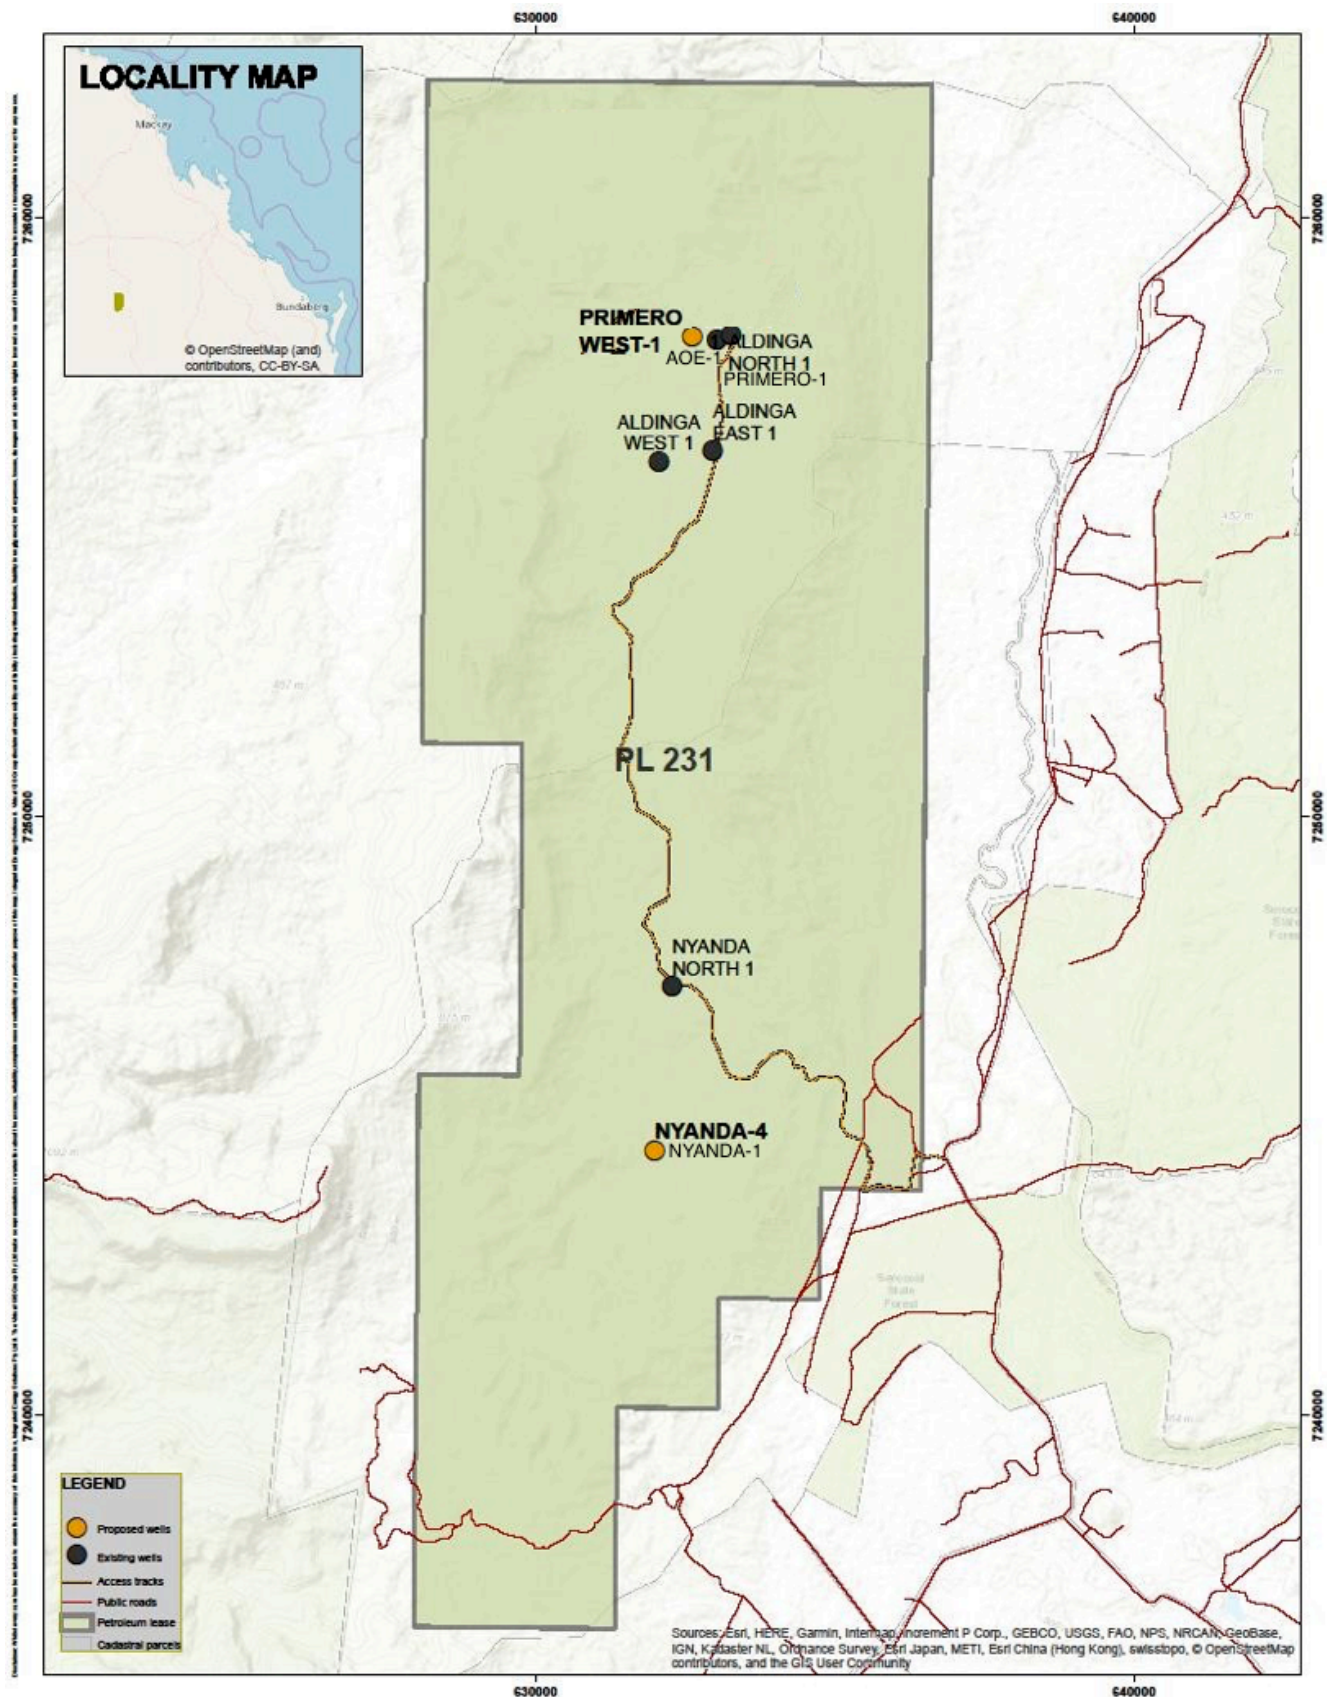 630000
640000
LOCALITY MAP
Mackay
Bundaberg
© OpenStreetMap (and)
contributors, CC-BY-SA
7260000
7260000
PRIMERO
WEST-1
AOE-1
ALDINGA
NORTH 1
PRIMERO-1
ALDINGA
EAST 1
ALDINGA
WEST 1
PL 231
7250000
7250000
NYANDA
NORTH 1
NYANDA-4
NYANDA-1
State
Forest
7240000
7240000
LEGEND
Proposed wells
Existing wells
Access tracks
Public roads
Petroleum lease
Cadastral parcels
Sources: Esri, HERE, Garmin, Intermap, increment P Corp., GEBCO, USGS, FAO, NPS, NRCAN, GeoBase,
IGN, Kadaster NL, Ordnance Survey, Esri Japan, METI, Esri China (Hong Kong), swisstopo, © OpenStreetMap
contributors, and the GIS User Community
630000
640000